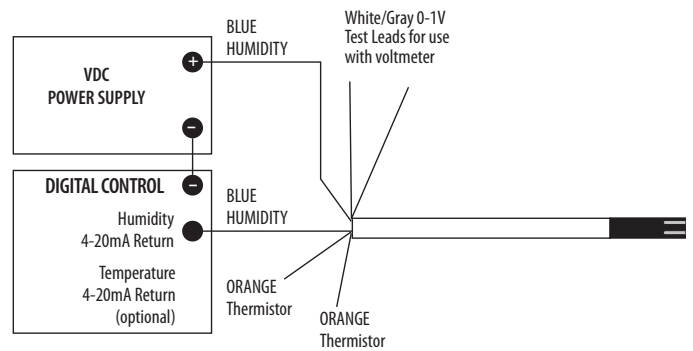 BLUE
HUMIDITY
White/Gray 0-1V
Test Leads for use
with voltmeter
+
VDC
POWER SUPPLY
−
DIGITAL CONTROL
−
Humidity
4-20mA Return
BLUE
HUMIDITY
Temperature
4-20mA Return
(optional)
ORANGE
Thermistor
ORANGE
Thermistor